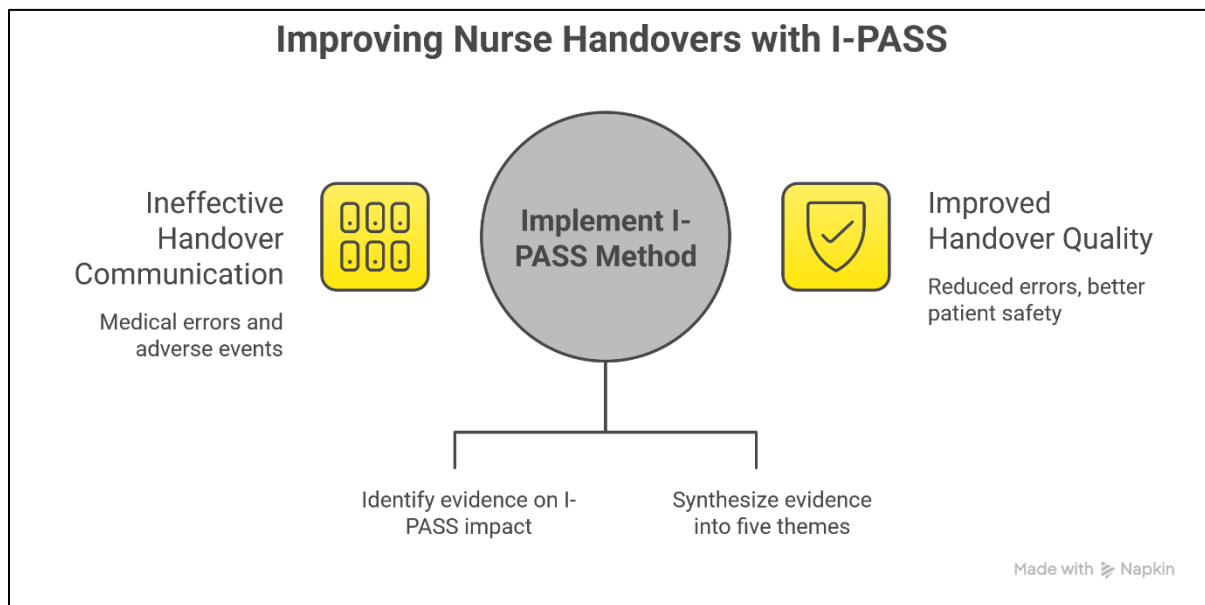 Improving Nurse Handovers with I-PASS
Ineffective
Handover
Communication
Medical errors and
adverse events
Implement I-
PASS Method
Improved
Handover Quality
Reduced errors, better
patient safety
Identify evidence on I-
PASS impact
Synthesize evidence
into five themes
Made with Napkin